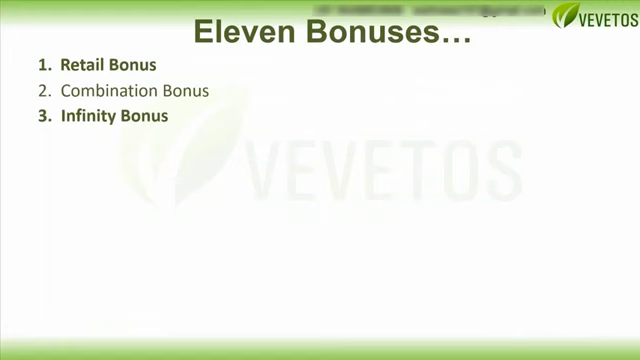 VEVETOS
Eleven Bonuses...
1. Retail Bonus
2. Combination Bonus
3. Infinity Bonus
VEVETOS